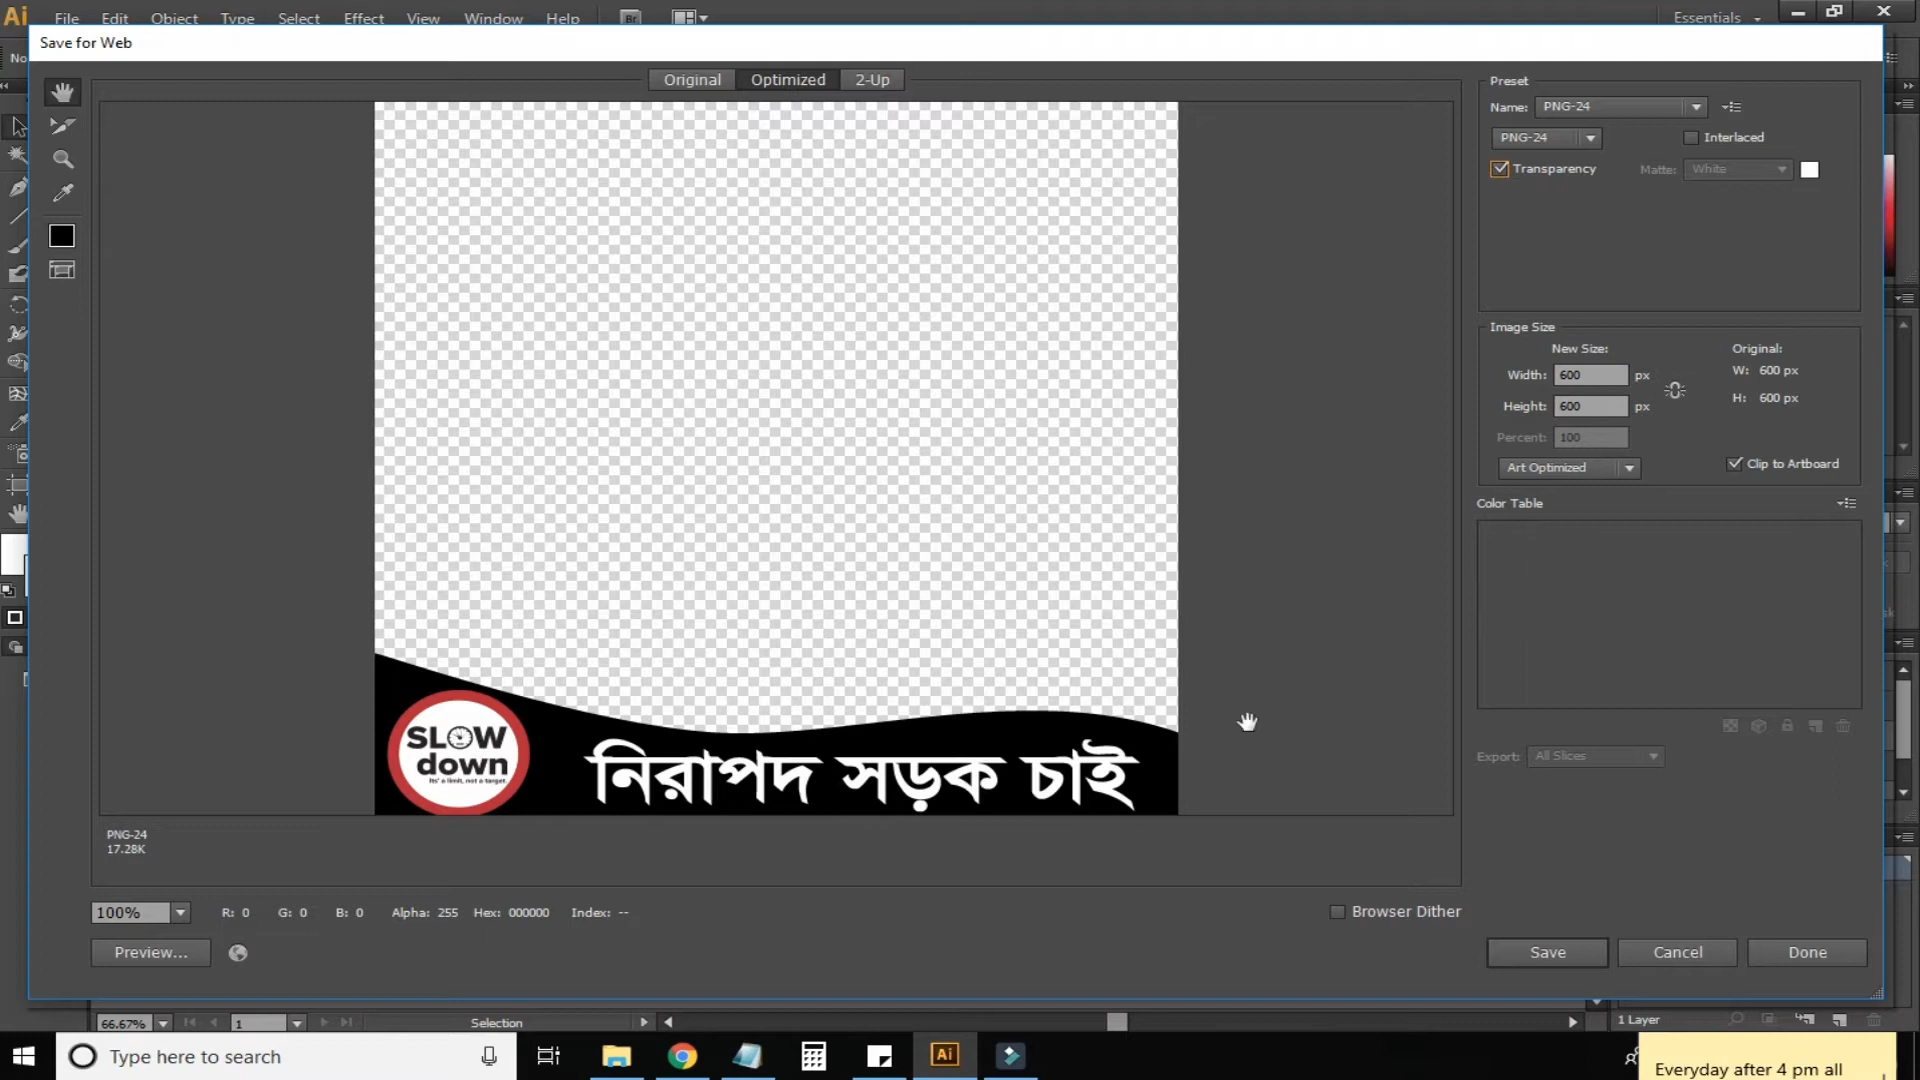 Ai File Edit Object Type Select Effect View Window Help Br Essentials
Save for Web
No
Original Optimized 2-Up
Preset
Name: PNG-24
PNG-24 Interlaced
Transparency Matte: White
Image Size
New Size: Original:
Width: 600 px W: 600 px
Height: 600 px H: 600 px
Percent: 100
Art Optimized Clip to Artboard
Color Table
SLOW
down
Its' a limit, not a target.
নিরাপদ সড়ক চাই
Export: All Slices
PNG-24
17.28K
100% R: 0 G: 0 B: 0 Alpha: 255 Hex: 000000 Index: --
Browser Dither
Preview... Save Cancel Done
66.67% 1 Selection 1 Layer
Type here to search
Ai
Everyday after 4 pm all